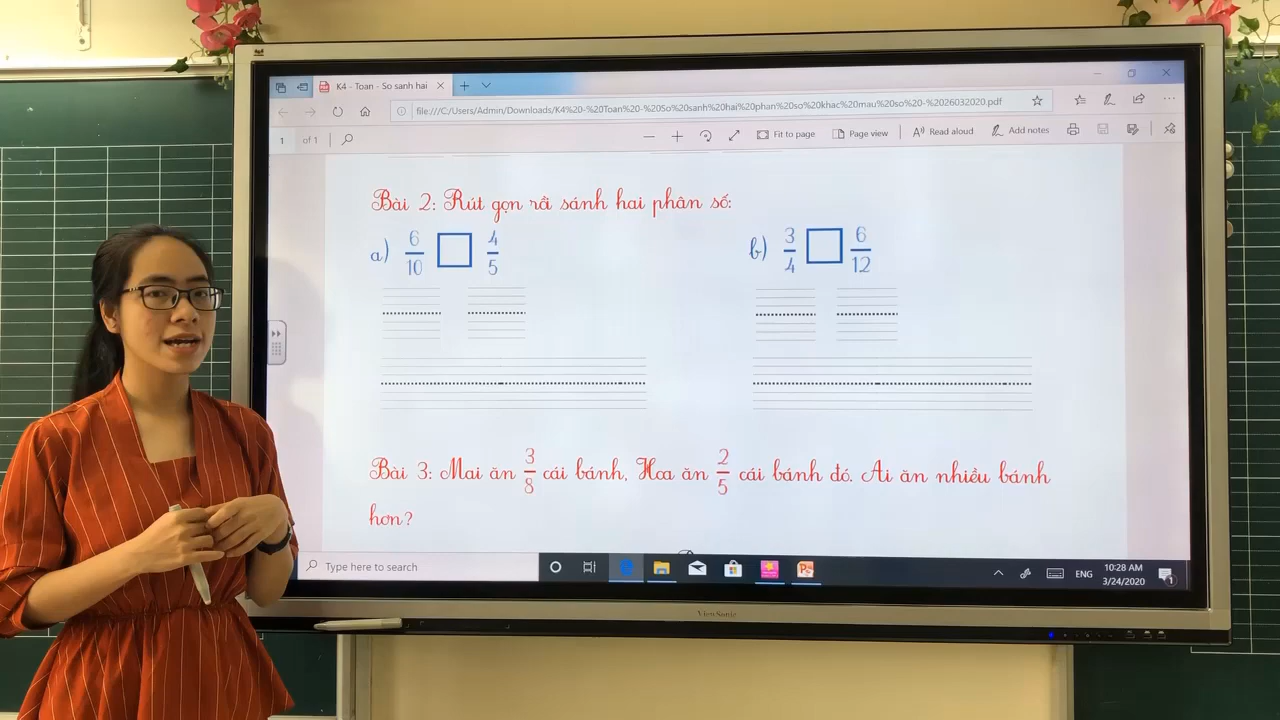 K4 - Toan - So sanh hai
file:///C:/Users/Admin/Downloads/K4%20-%20Toan%20-%20So%20sanh%20hai%20phan%20so%20khac%20mau%20so%20-%2026032020.pdf
1 of 1 Fit to page Page view Read aloud Add notes
Bài 2: Rút gọn rồi sánh hai phân số:
a) 6/10 □ 4/5 b) 3/4 □ 6/12
Bài 3: Mai ăn 3/8 cái bánh, Hoa ăn 2/5 cái bánh đó. Ai ăn nhiều bánh
hơn?
Type here to search ENG 10:28 AM
3/24/2020
ViewSonic